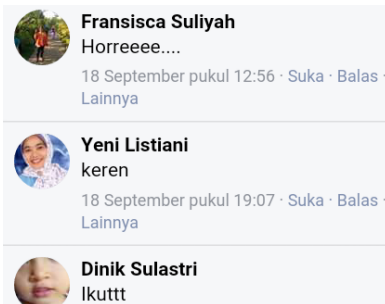 Fransisca Suliyah
Horreeee....
18 September pukul 12:56 · Suka · Balas ·
Lainnya
Yeni Listiani
keren
18 September pukul 19:07 · Suka · Balas ·
Lainnya
Dinik Sulastri
Ikuttt